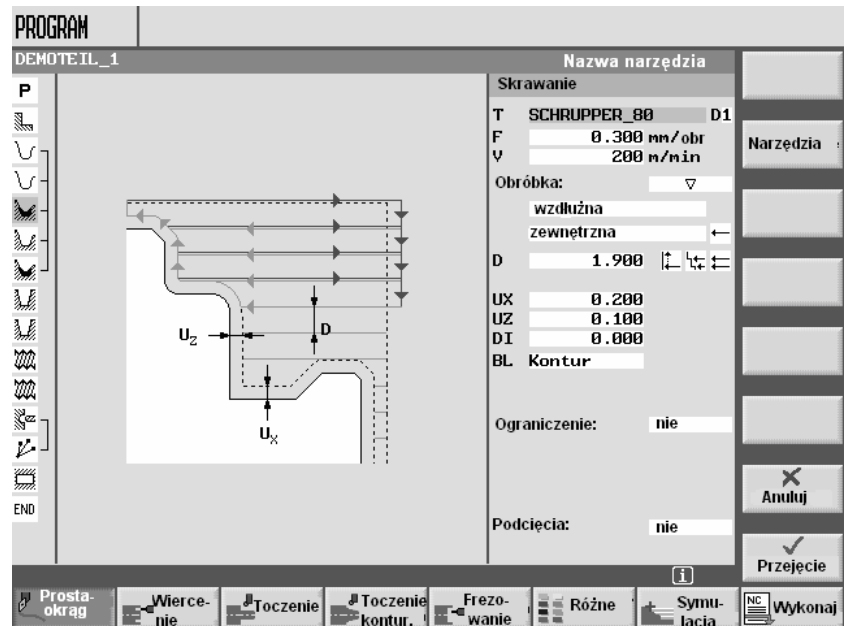 PROGRAM
DEMOTEIL_1
Nazwa narzędzia
P
END
Skrawanie
T SCHRUPPER_80 D1
F 0.300 mm/obr
V 200 m/min
Obróbka: ▽
wzdłużna
zewnętrzna ←
D 1.900
UX 0.200
UZ 0.100
DI 0.000
BL Kontur
Ograniczenie: nie
Podcięcia: nie
UZ
D
UX
Narzędzia
Anuluj
Przejęcie
i
Prosta-
okrąg
Wierce-
nie
Toczenie
Toczenie
kontur.
Frezo-
wanie
Różne
Symu-
lacja
NC
Wykonaj